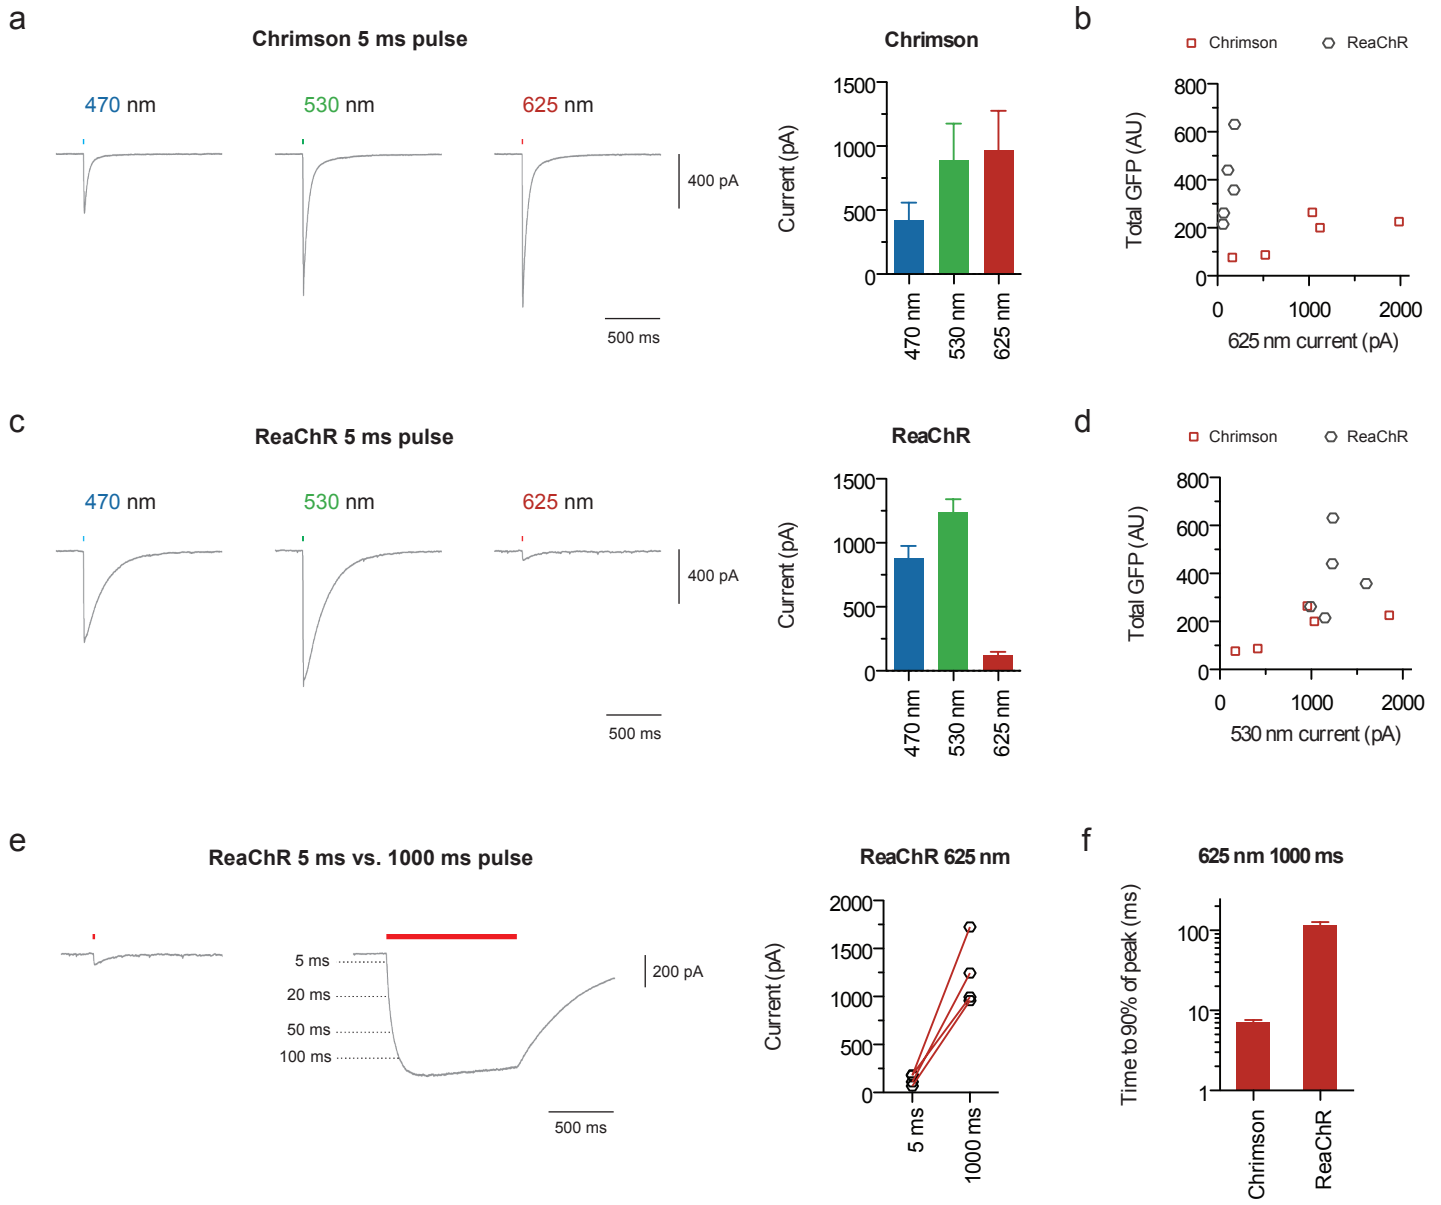 a
Chrimson 5 ms pulse
470 nm
530 nm
625 nm
400 pA
500 ms
Chrimson
Current (pA)
1500
1000
500
0
470 nm
530 nm
625 nm
b
Chrimson
ReaChR
Total GFP (AU)
800
600
400
200
0
0
1000
2000
625 nm current (pA)
c
ReaChR 5 ms pulse
470 nm
530 nm
625 nm
400 pA
500 ms
ReaChR
Current (pA)
1500
1000
500
0
470 nm
530 nm
625 nm
d
Chrimson
ReaChR
Total GFP (AU)
800
600
400
200
0
0
1000
2000
530 nm current (pA)
e
ReaChR 5 ms vs. 1000 ms pulse
5 ms
20 ms
50 ms
100 ms
200 pA
500 ms
ReaChR 625 nm
Current (pA)
2000
1500
1000
500
0
5 ms
1000 ms
f
625 nm 1000 ms
Time to 90% of peak (ms)
100
10
1
Chrimson
ReaChR